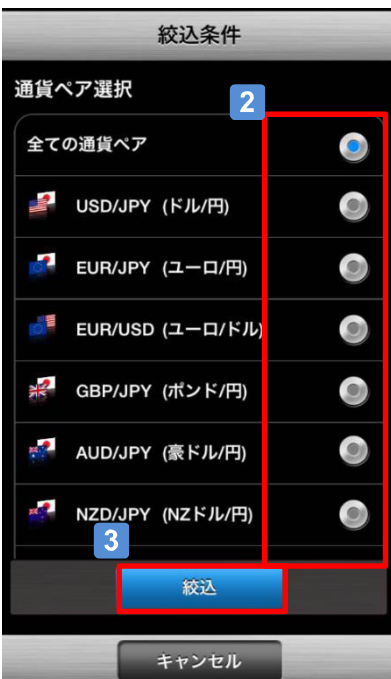 絞込条件
通貨ペア選択
2
全ての通貨ペア
USD/JPY (ドル/円)
EUR/JPY (ユーロ/円)
EUR/USD (ユーロ/ドル)
GBP/JPY (ポンド/円)
AUD/JPY (豪ドル/円)
NZD/JPY (NZドル/円)
3
絞込
キャンセル